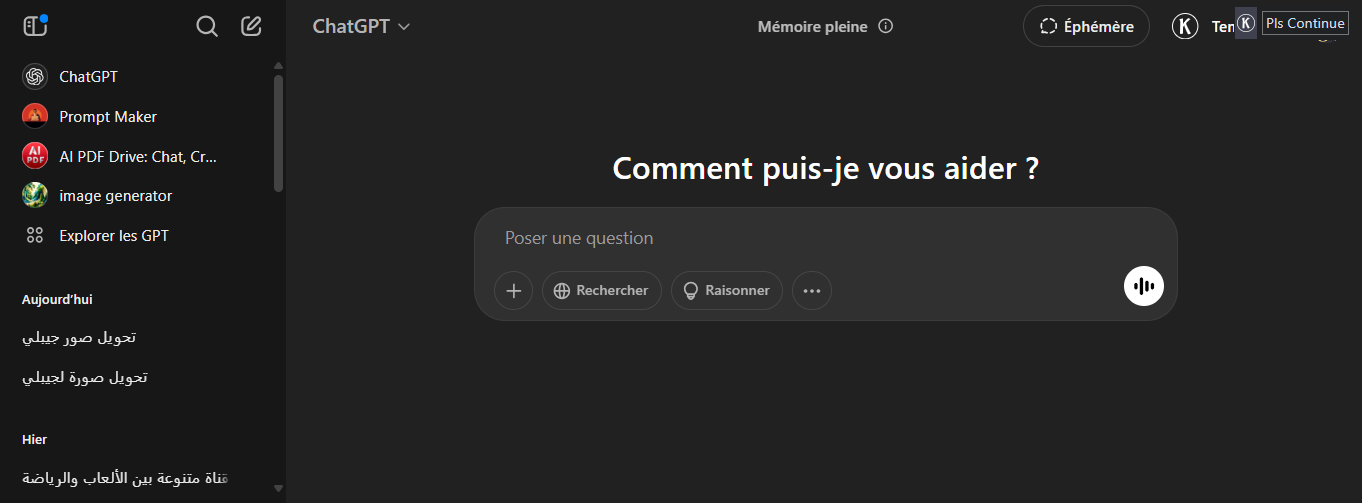 ChatGPT
Prompt Maker
AI PDF
AI PDF Drive: Chat, Cr...
image generator
Explorer les GPT
Aujourd'hui
تحويل صور جيبلي
تحويل صورة لجيبلي
Hier
قناة متنوعة بين الألعاب والرياضة
ChatGPT
Mémoire pleine
Éphémère
K
K
Pls Continue
Comment puis-je vous aider ?
Poser une question
Rechercher
Raisonner